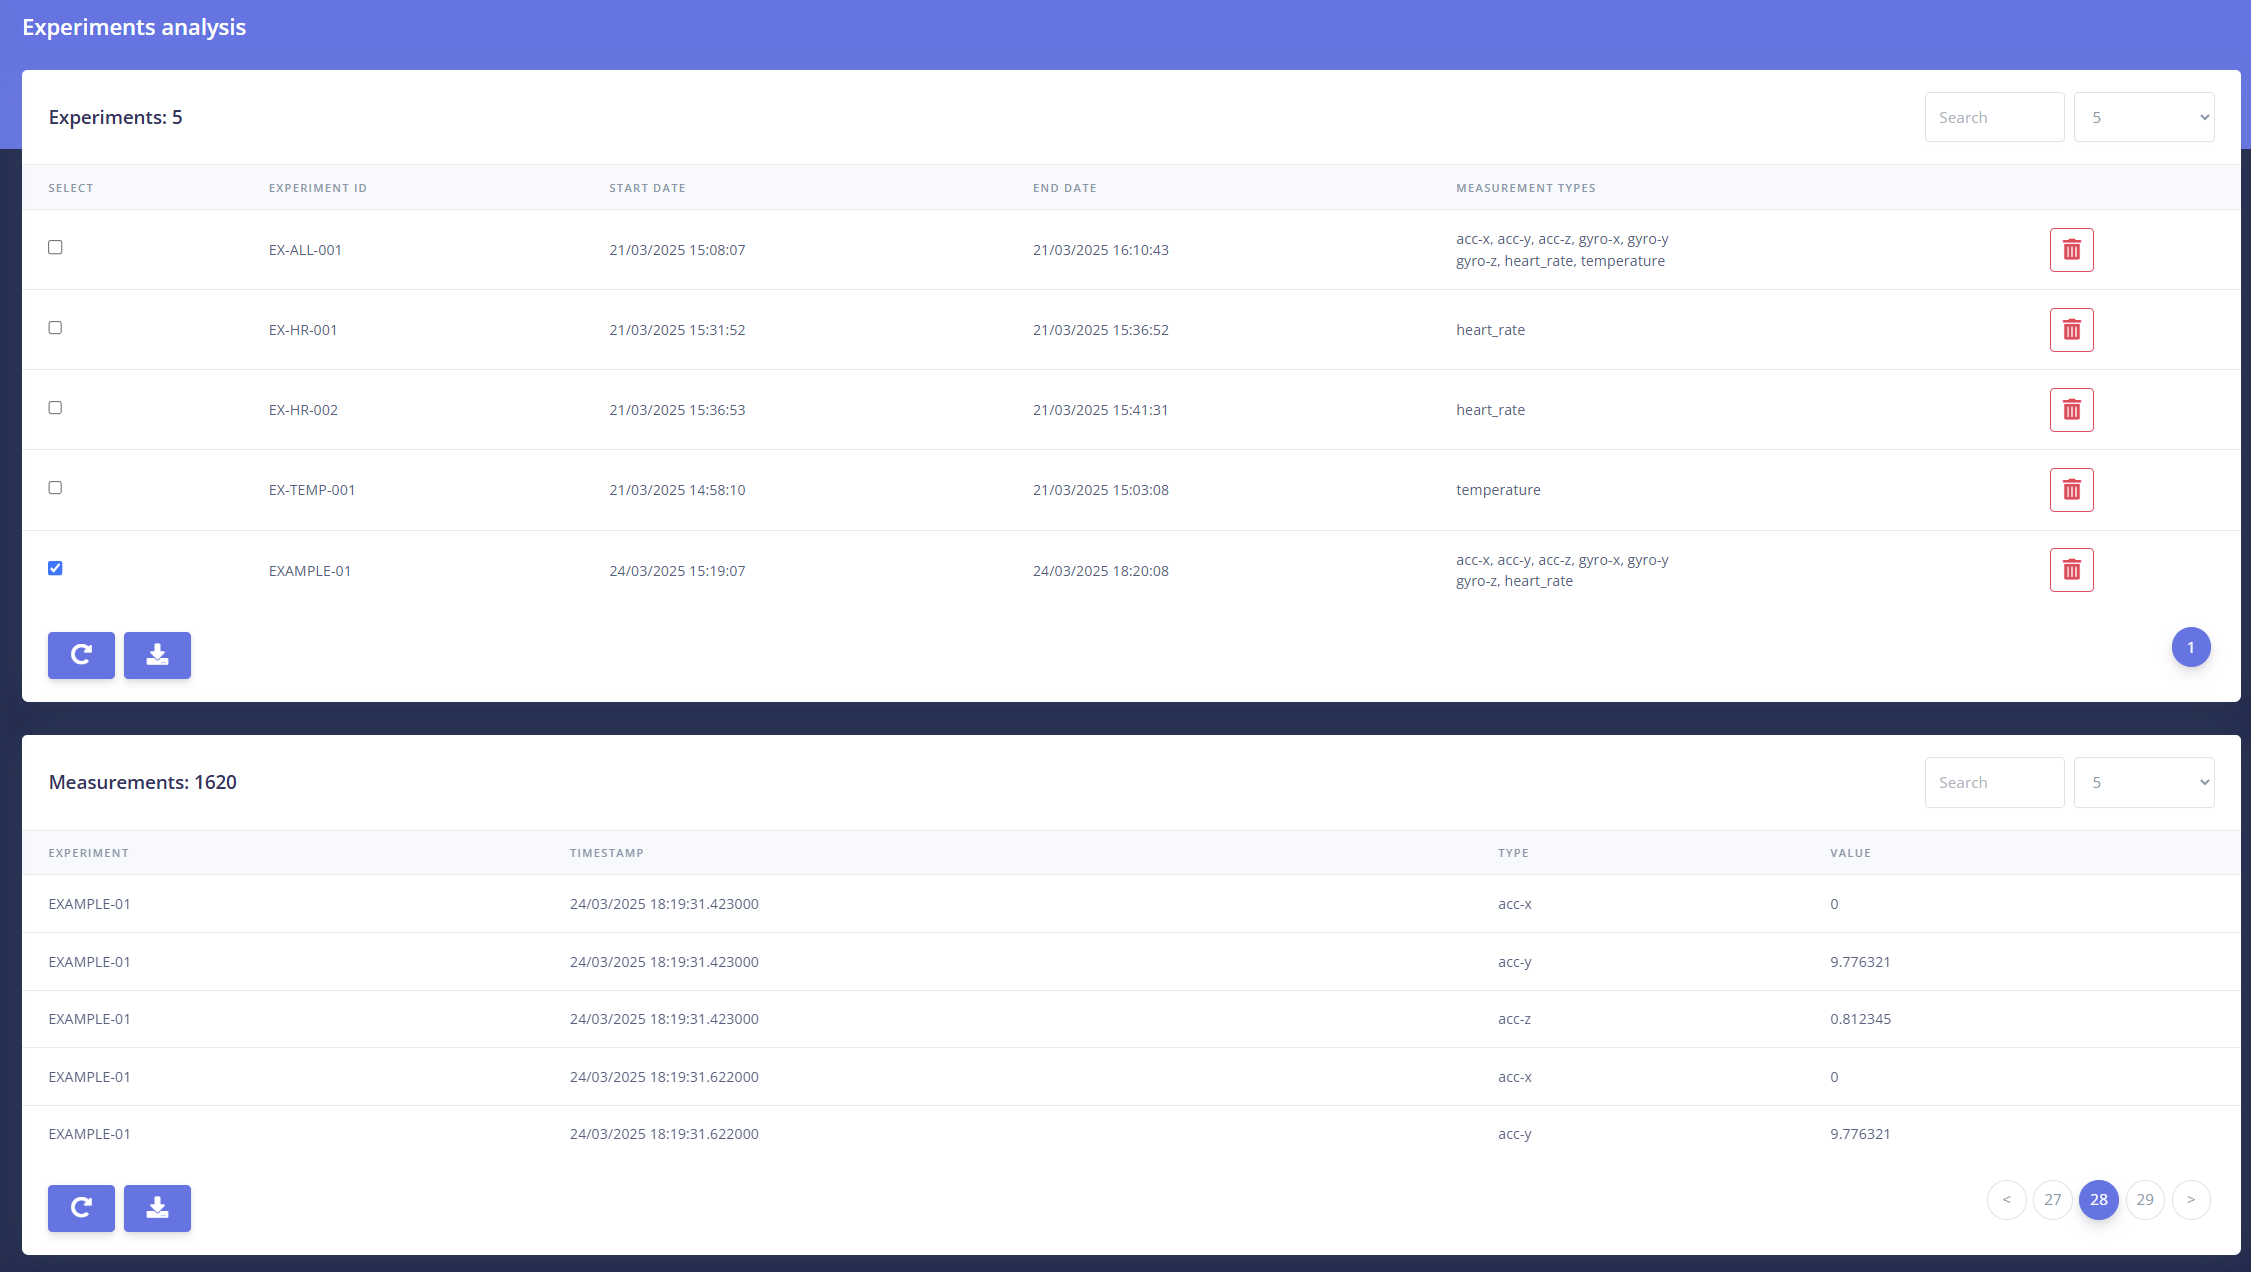 Experiments analysis
Experiments: 5
Search
5
SELECT EXPERIMENT ID START DATE END DATE MEASUREMENT TYPES
EX-ALL-001 21/03/2025 15:08:07 21/03/2025 16:10:43 acc-x, acc-y, acc-z, gyro-x, gyro-y
gyro-z, heart_rate, temperature
EX-HR-001 21/03/2025 15:31:52 21/03/2025 15:36:52 heart_rate
EX-HR-002 21/03/2025 15:36:53 21/03/2025 15:41:31 heart_rate
EX-TEMP-001 21/03/2025 14:58:10 21/03/2025 15:03:08 temperature
EXAMPLE-01 24/03/2025 15:19:07 24/03/2025 18:20:08 acc-x, acc-y, acc-z, gyro-x, gyro-y
gyro-z, heart_rate
1
Measurements: 1620
Search
5
EXPERIMENT TIMESTAMP TYPE VALUE
EXAMPLE-01 24/03/2025 18:19:31.423000 acc-x 0
EXAMPLE-01 24/03/2025 18:19:31.423000 acc-y 9.776321
EXAMPLE-01 24/03/2025 18:19:31.423000 acc-z 0.812345
EXAMPLE-01 24/03/2025 18:19:31.622000 acc-x 0
EXAMPLE-01 24/03/2025 18:19:31.622000 acc-y 9.776321
< 27 28 29 >